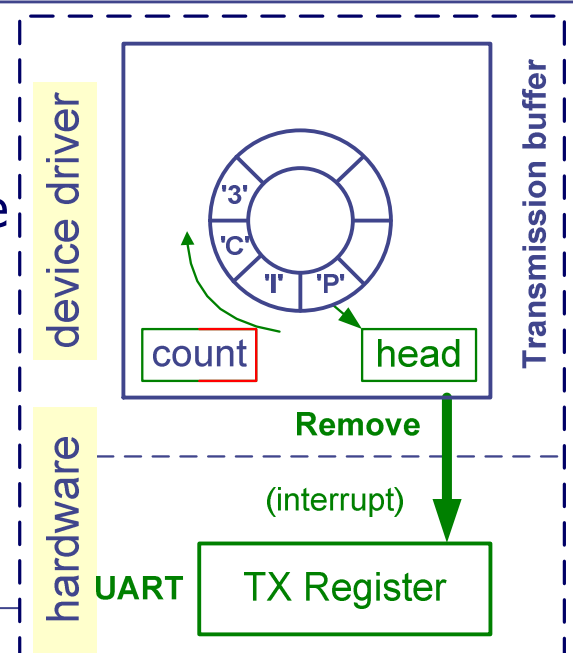 device driver
Transmission buffer
'3'
'C'
'I'
'P'
count
head
Remove
(interrupt)
hardware
UART
TX Register